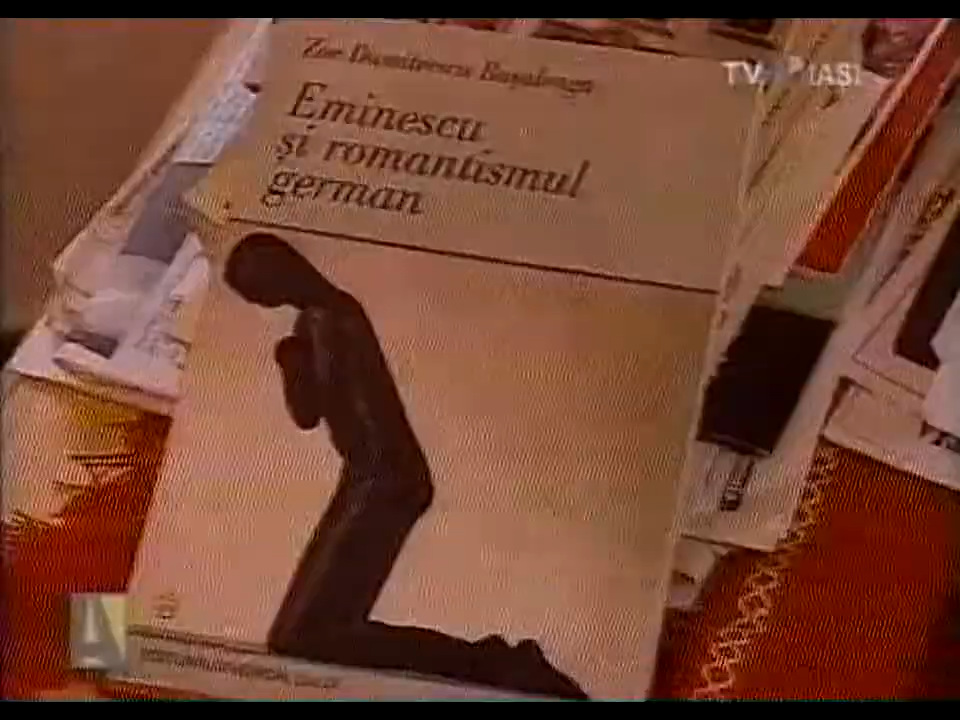 Zoe Dumitrescu Bușulenga
Eminescu
și romantismul
german
TVR IAȘI